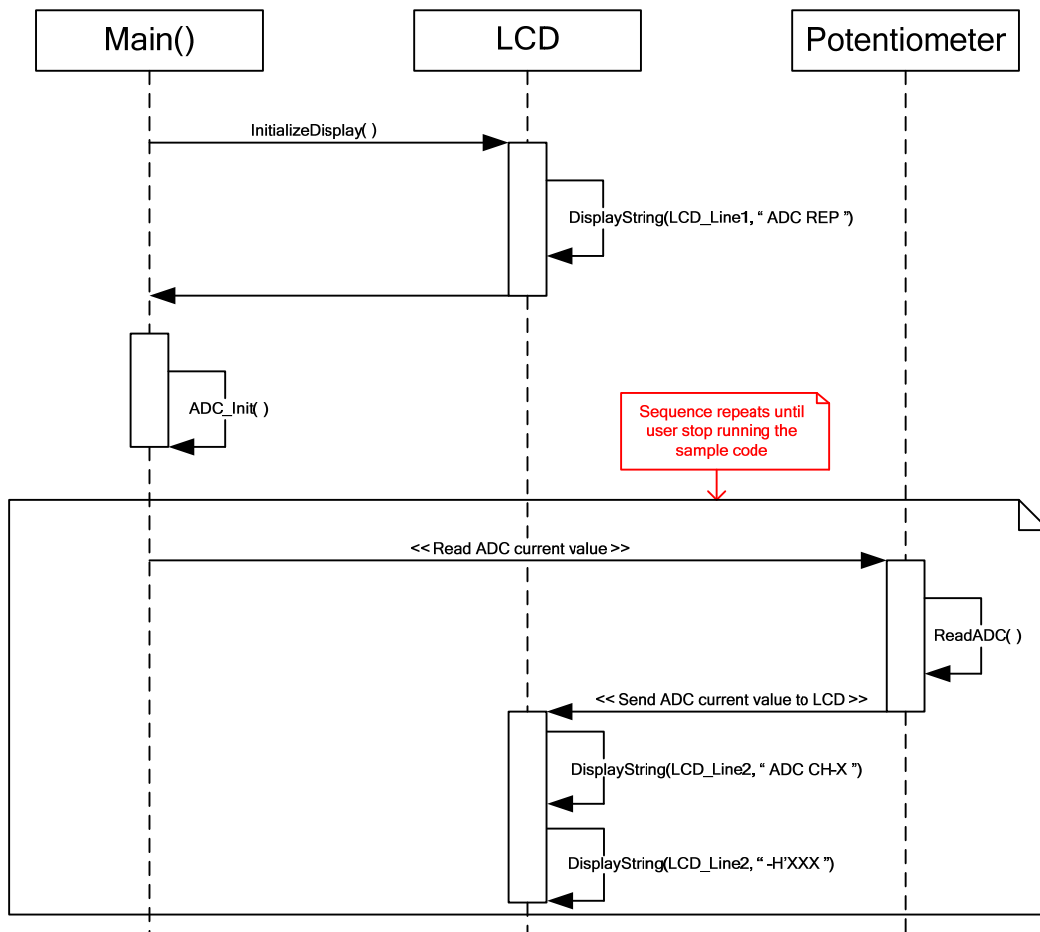 Main()
LCD
Potentiometer
InitializeDisplay( )
DisplayString(LCD_Line1, “ ADC REP ”)
ADC_Init( )
Sequence repeats until
user stop running the
sample code
<< Read ADC current value >>
ReadADC( )
<< Send ADC current value to LCD >>
DisplayString(LCD_Line2, “ ADC CH-X ”)
DisplayString(LCD_Line2, “ -H’XXX ”)